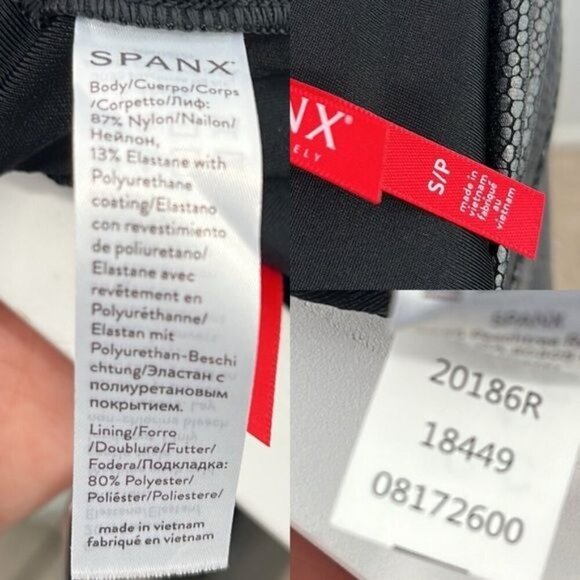 SPANX®
Body/Cuerpo/Corps
/Corpetto/Лиф:
87% Nylon/Nailon/
Нейлон,
13% Elastane with
Polyurethane
coating/Elastano
con revestimiento
de poliuretano/
Elastane avec
revêtement en
Polyuréthanne/
Elastan mit
Polyurethan-Beschi
chtung/Эластан с
полиуретановым
покрытием.
Lining/Forro
/Doublure/Futter/
Fodera/Подкладка:
80% Polyester/
Poliéster/Poliestere/
made in vietnam
fabriqué en vietnam
NX®
ELY
S/P
made in
vietnam
fabriqué
au
vietnam
SPANX
20186R
18449
08172600